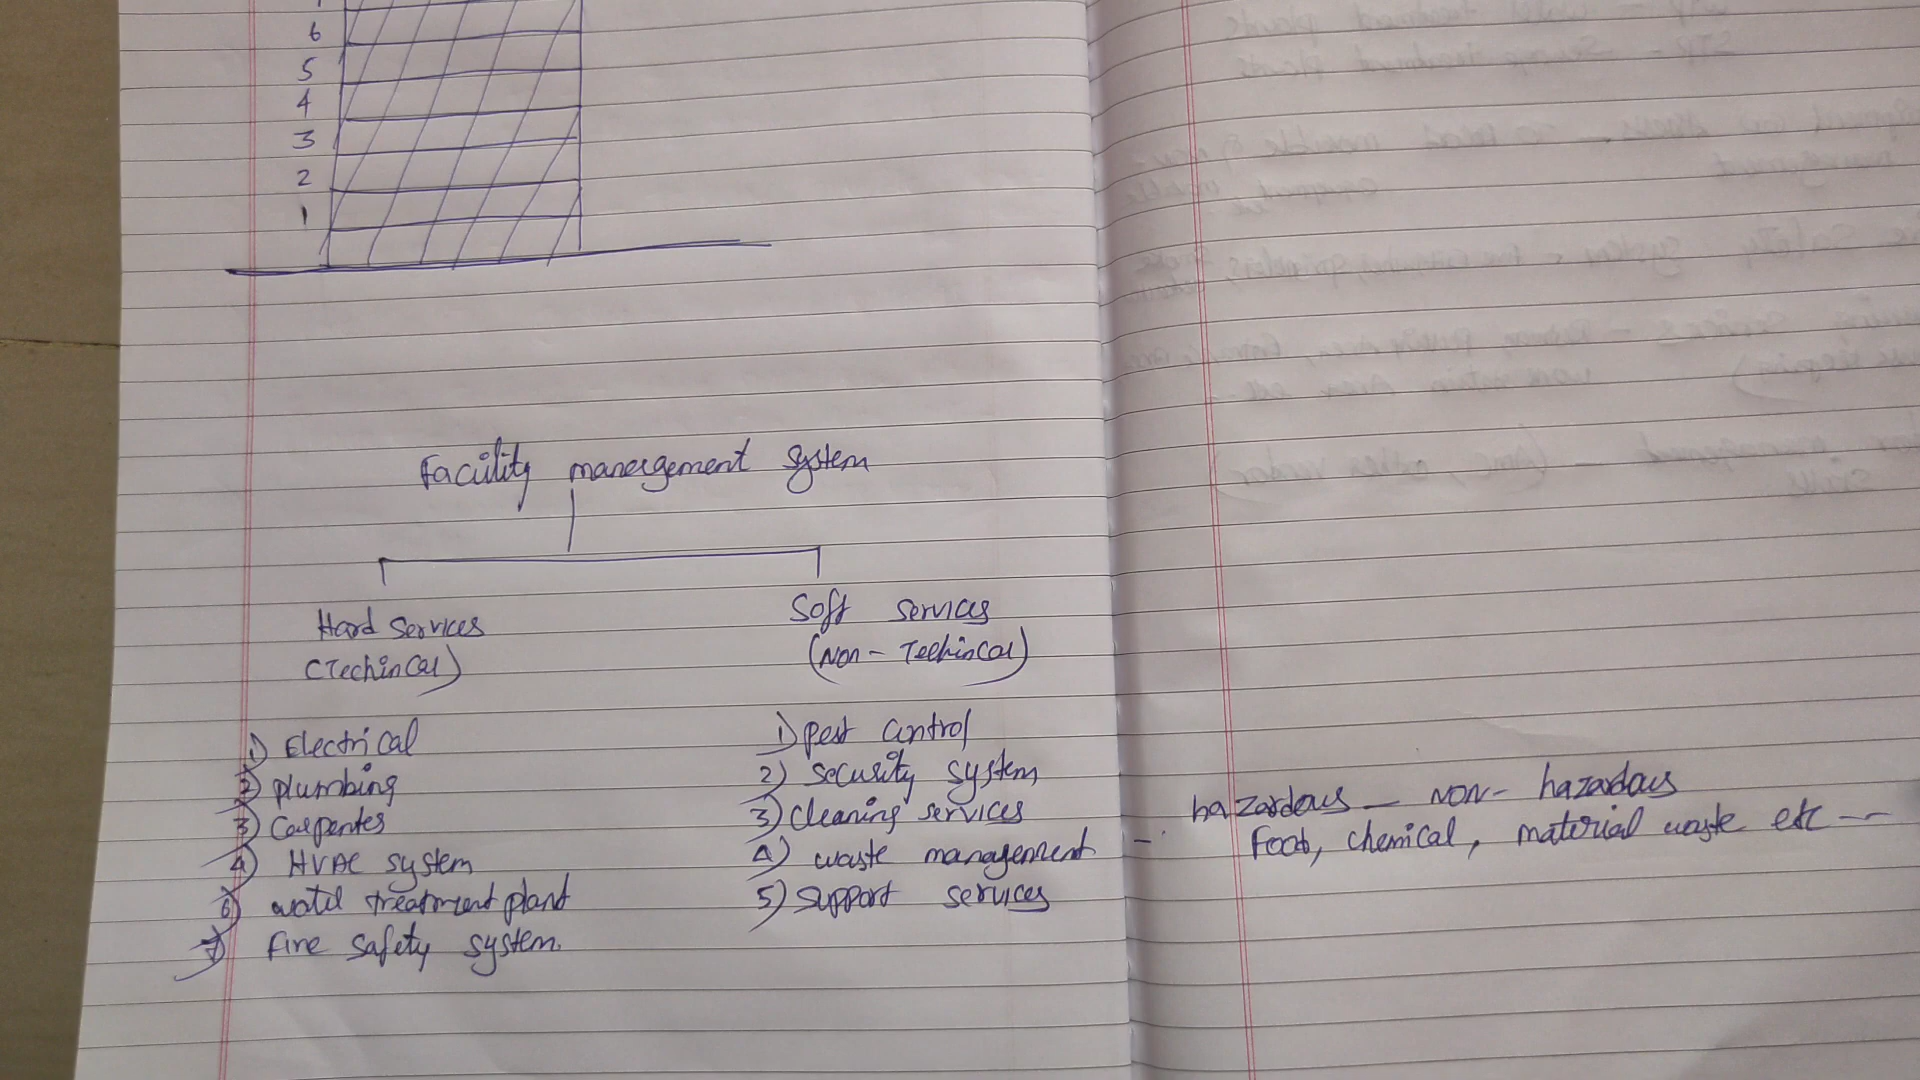 6
5
4
3
2
1
Facility management system
Hard Services
(Techincal)
Soft services
(Non - Techincal)
1) Electrical
2) plumbing
3) Carpenter
4) HVAC system
6) water treatment plant
7) fire safety system.
1) pest control
2) security system
3) cleaning services
4) waste management -
5) support services
hazardous - NON - hazardous
Food, chemical, material waste etc --